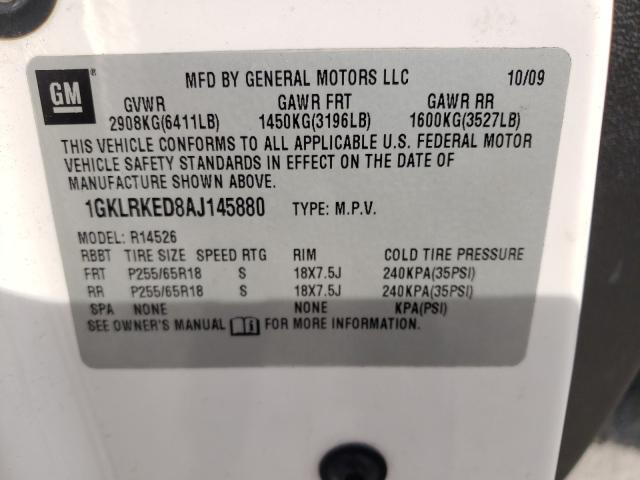 GM ® MFD BY GENERAL MOTORS LLC 10/09
GVWR GAWR FRT GAWR RR
2908KG(6411LB) 1450KG(3196LB) 1600KG(3527LB)
THIS VEHICLE CONFORMS TO ALL APPLICABLE U.S. FEDERAL MOTOR
VEHICLE SAFETY STANDARDS IN EFFECT ON THE DATE OF
MANUFACTURE SHOWN ABOVE.
1GKLRKED8AJ145880 TYPE: M.P.V.
MODEL: R14526
RBBT TIRE SIZE SPEED RTG RIM COLD TIRE PRESSURE
FRT P255/65R18 S 18X7.5J 240KPA(35PSI)
RR P255/65R18 S 18X7.5J 240KPA(35PSI)
SPA NONE NONE KPA(PSI)
SEE OWNER'S MANUAL FOR MORE INFORMATION.